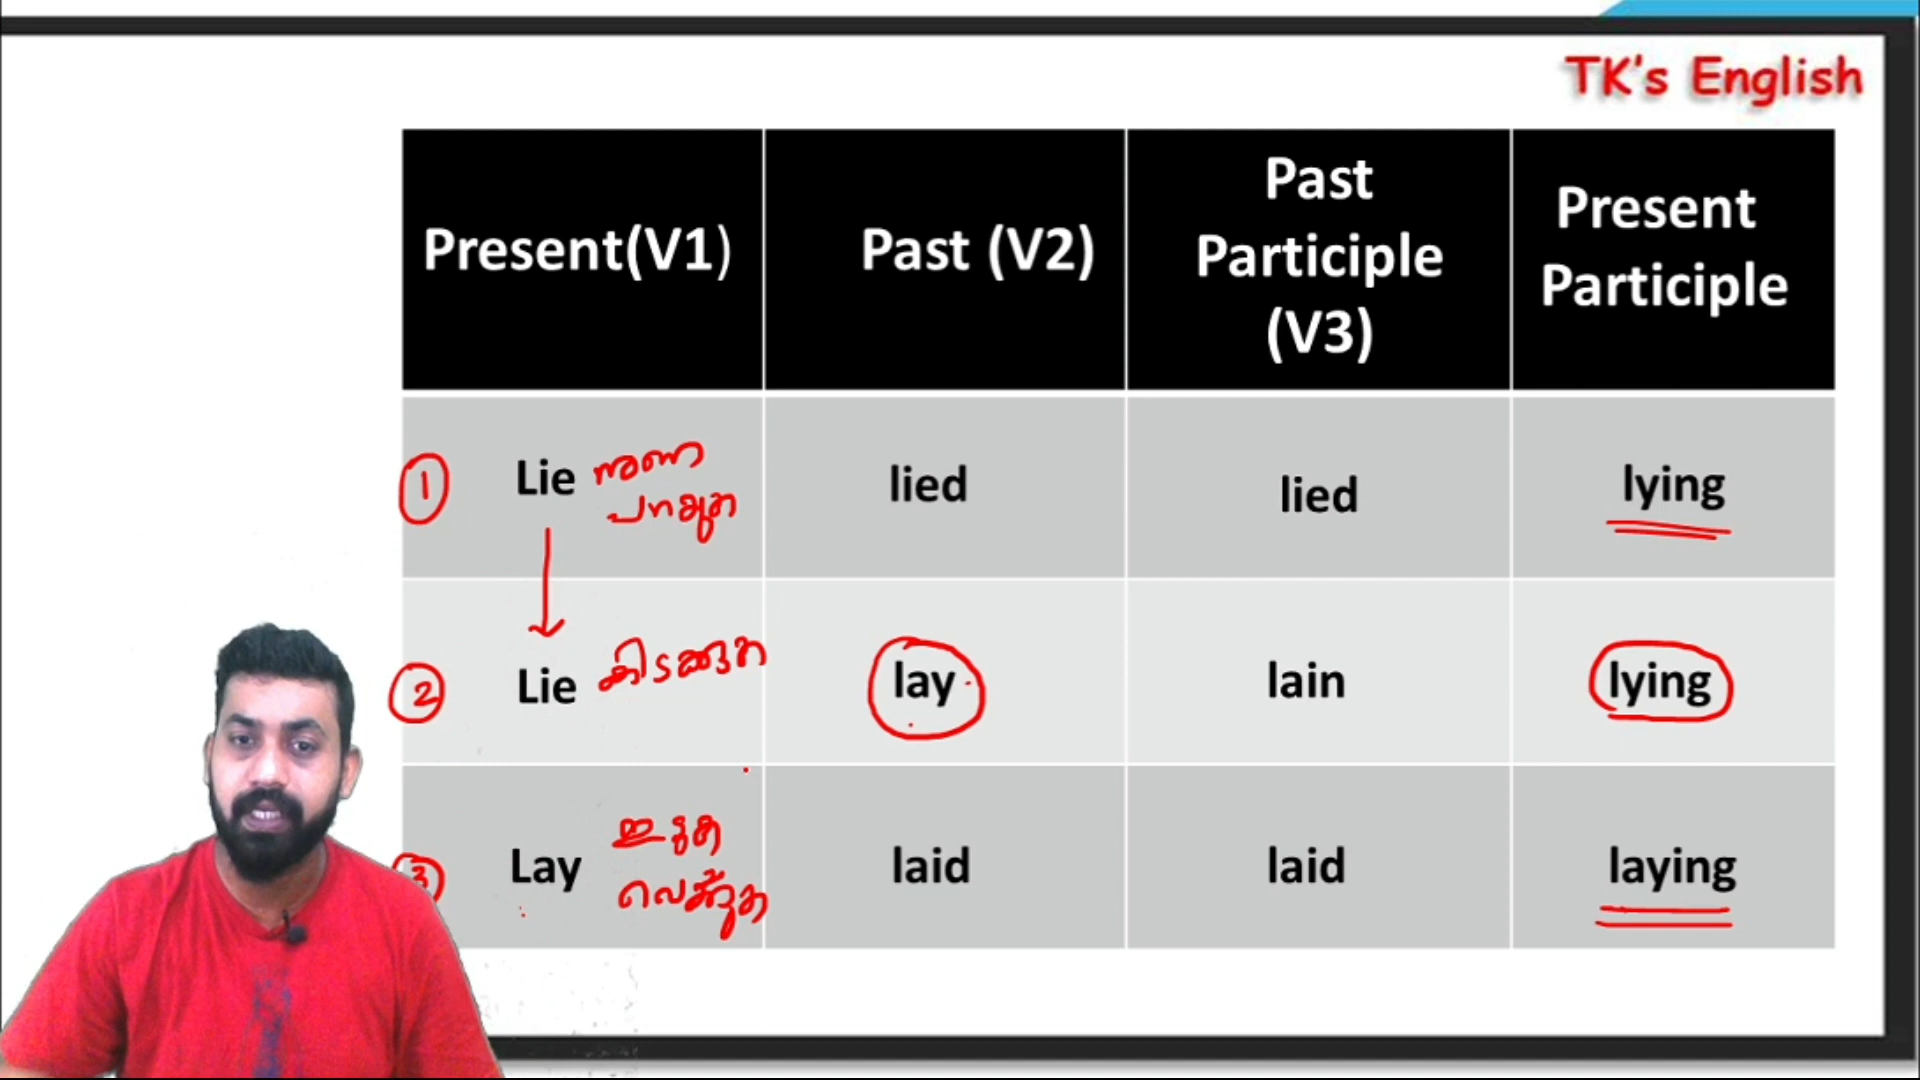 TK's English
Present(V1) Past (V2) Past Participle (V3) Present Participle
① Lie നുണ പറയുക lied lied lying
② Lie കിടക്കുക lay lain lying
3 Lay ഇടുക വെക്കുക laid laid laying